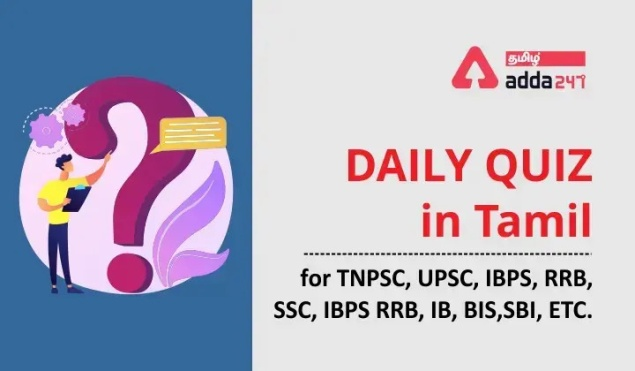 தமிழ்
adda247
DAILY QUIZ
in Tamil
for TNPSC, UPSC, IBPS, RRB,
SSC, IBPS RRB, IB, BIS,SBI, ETC.